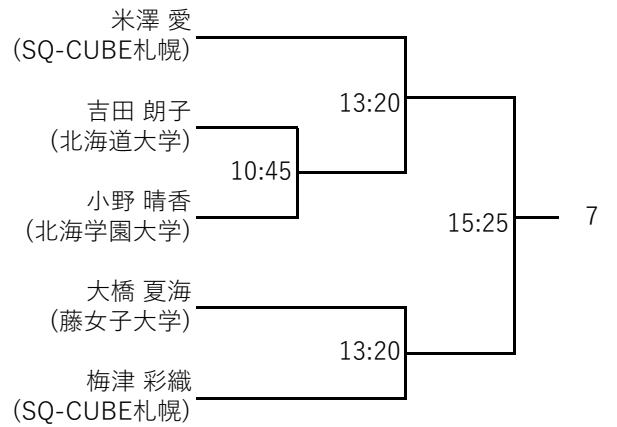 米澤 愛
(SQ-CUBE札幌)
13:20
吉田 朗子
(北海道大学)
10:45
小野 晴香
(北海学園大学)
15:25
7
大橋 夏海
(藤女子大学)
13:20
梅津 彩織
(SQ-CUBE札幌)